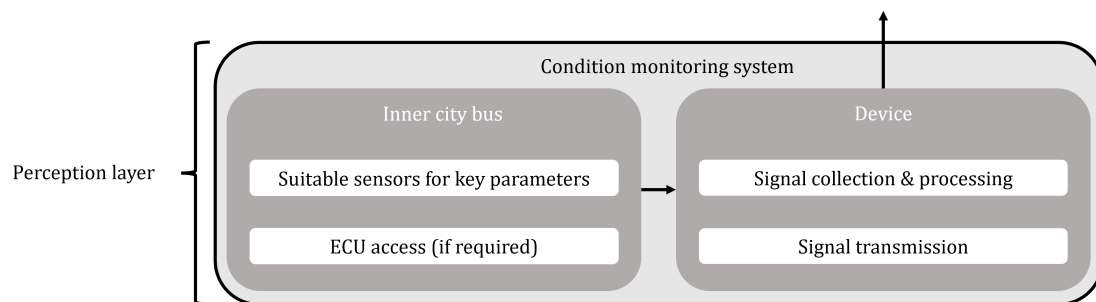 Condition monitoring system
Perception layer
Inner city bus
Suitable sensors for key parameters
ECU access (if required)
Device
Signal collection & processing
Signal transmission